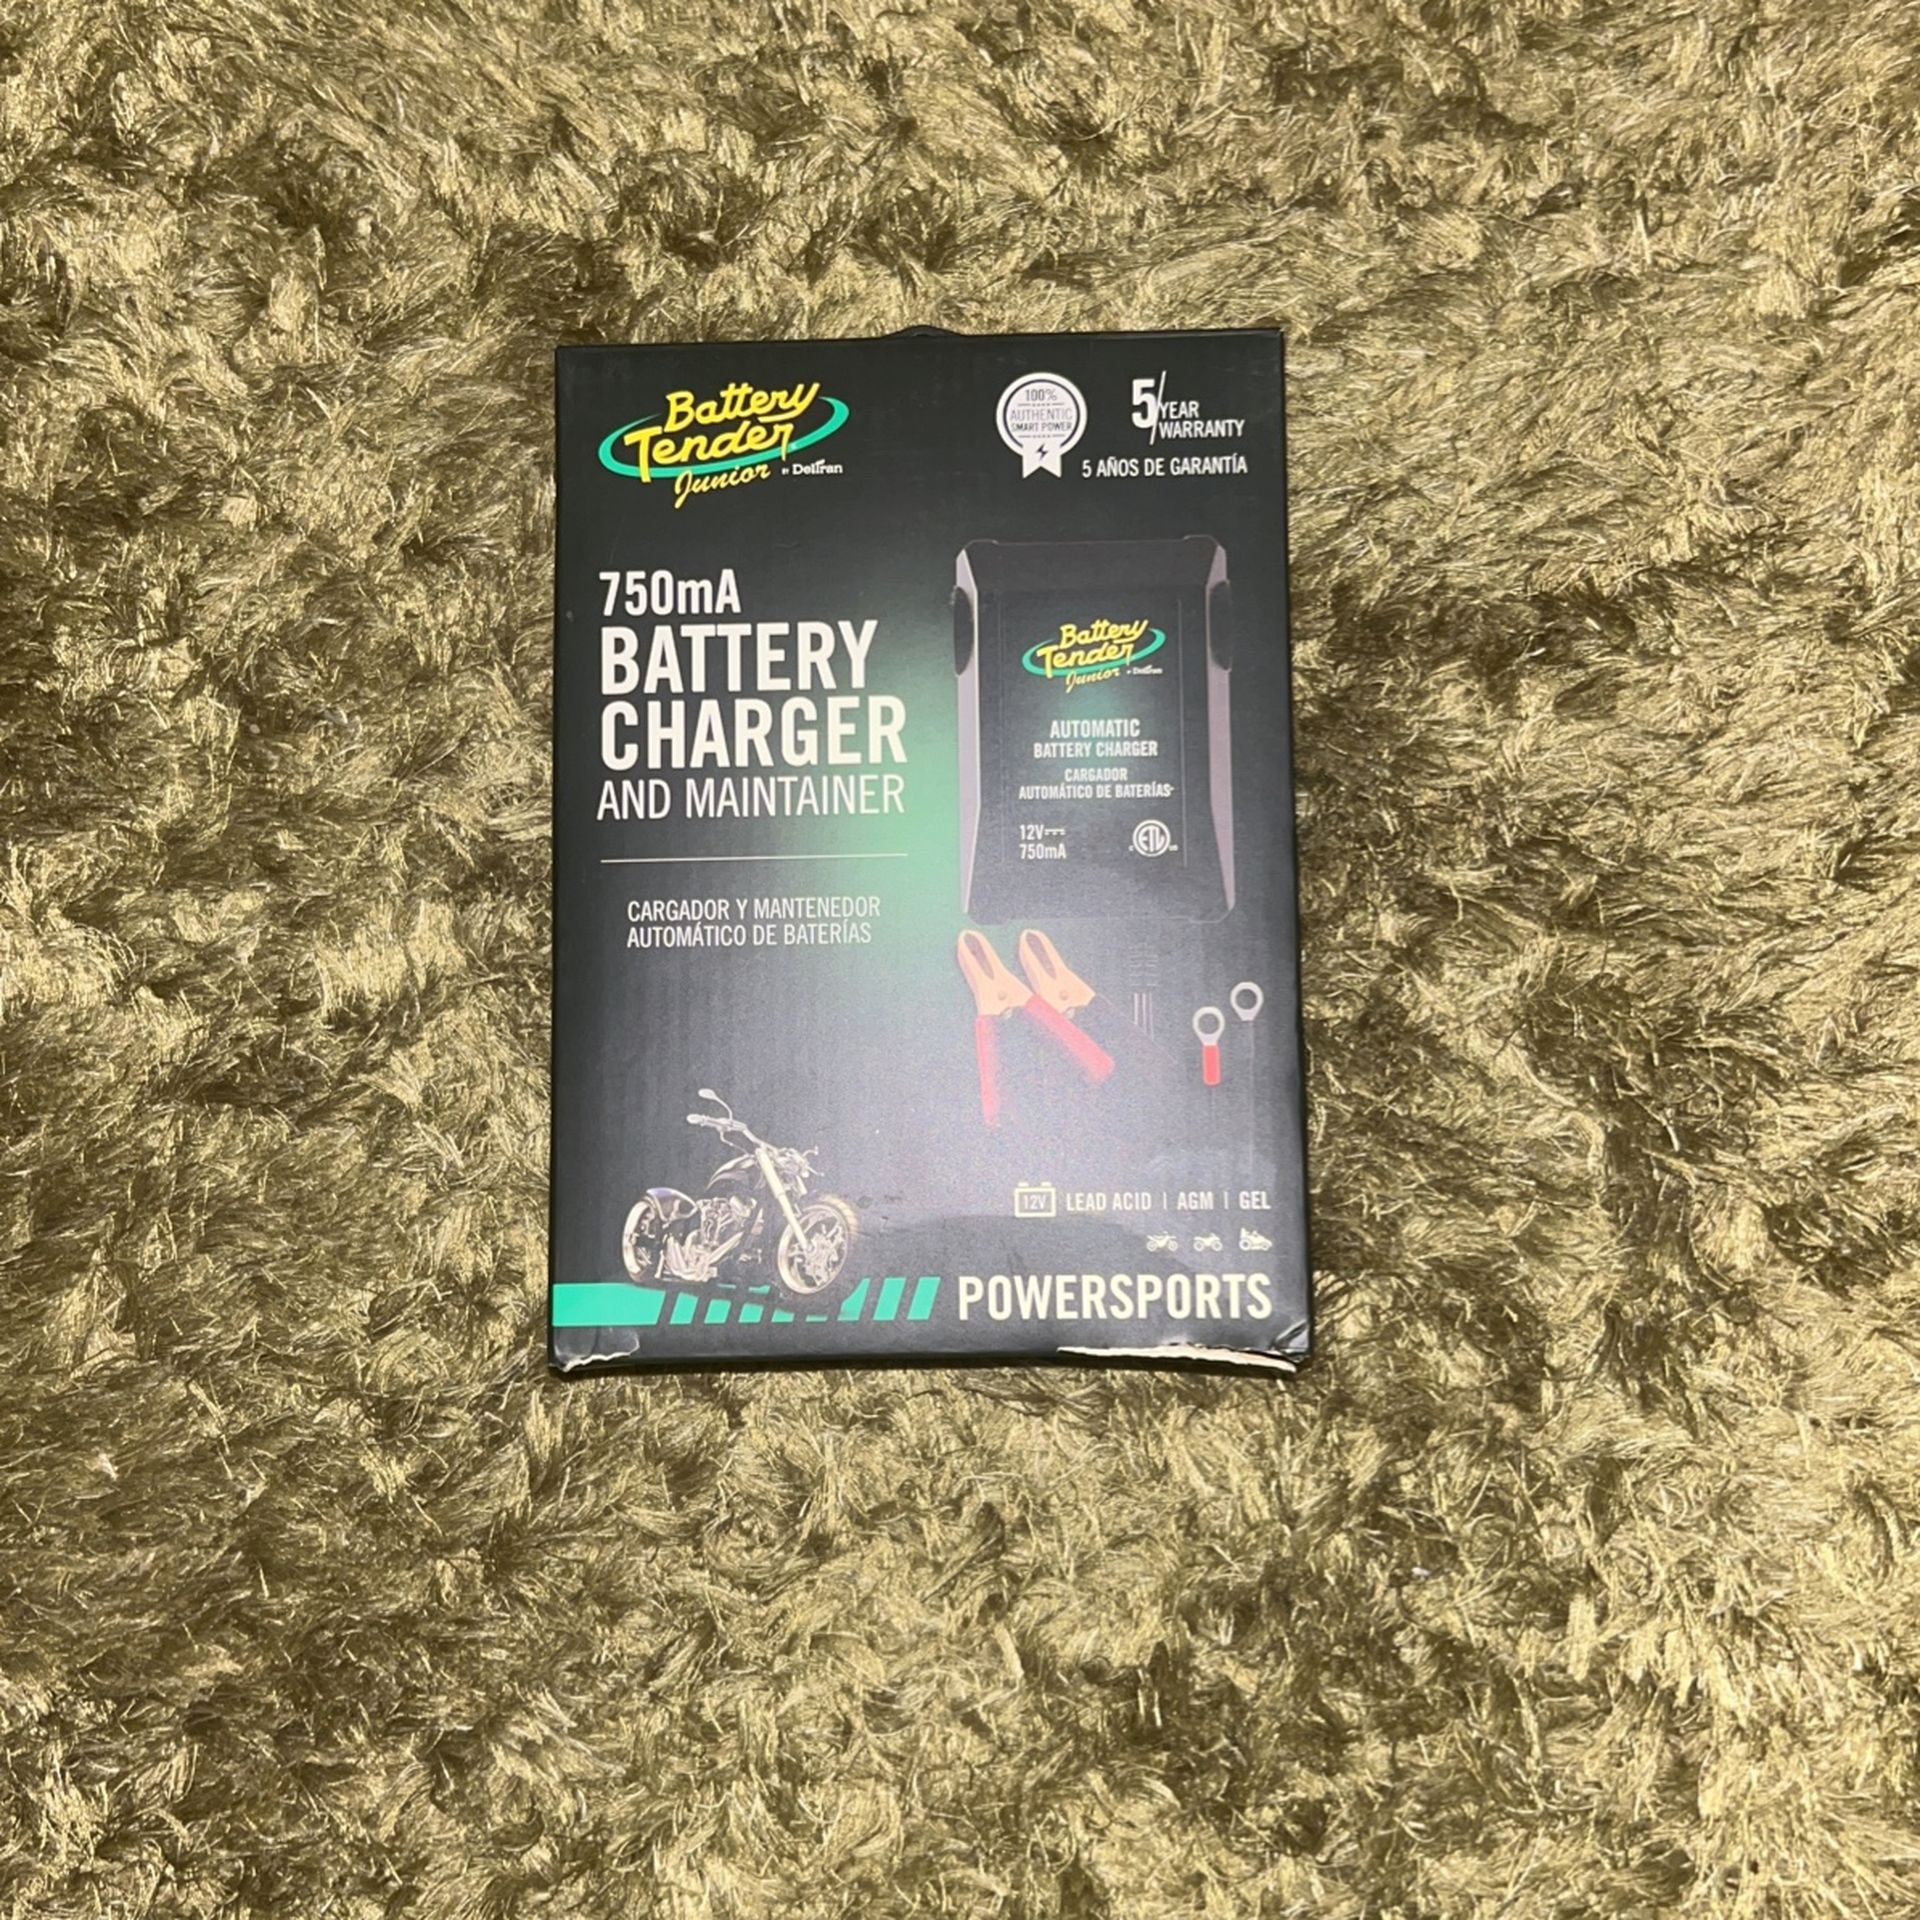 Battery
Tender
Junior BY Deltran
100%
AUTHENTIC
SMART POWER
5 YEAR
WARRANTY
5 AÑOS DE GARANTÍA
750mA
BATTERY
CHARGER
AND MAINTAINER
CARGADOR Y MANTENEDOR
AUTOMÁTICO DE BATERÍAS
Battery
Tender
Junior BY Deltran
AUTOMATIC
BATTERY CHARGER
CARGADOR
AUTOMÁTICO DE BATERÍAS
12V
750mA
C ETL US
12V LEAD ACID | AGM | GEL
POWERSPORTS